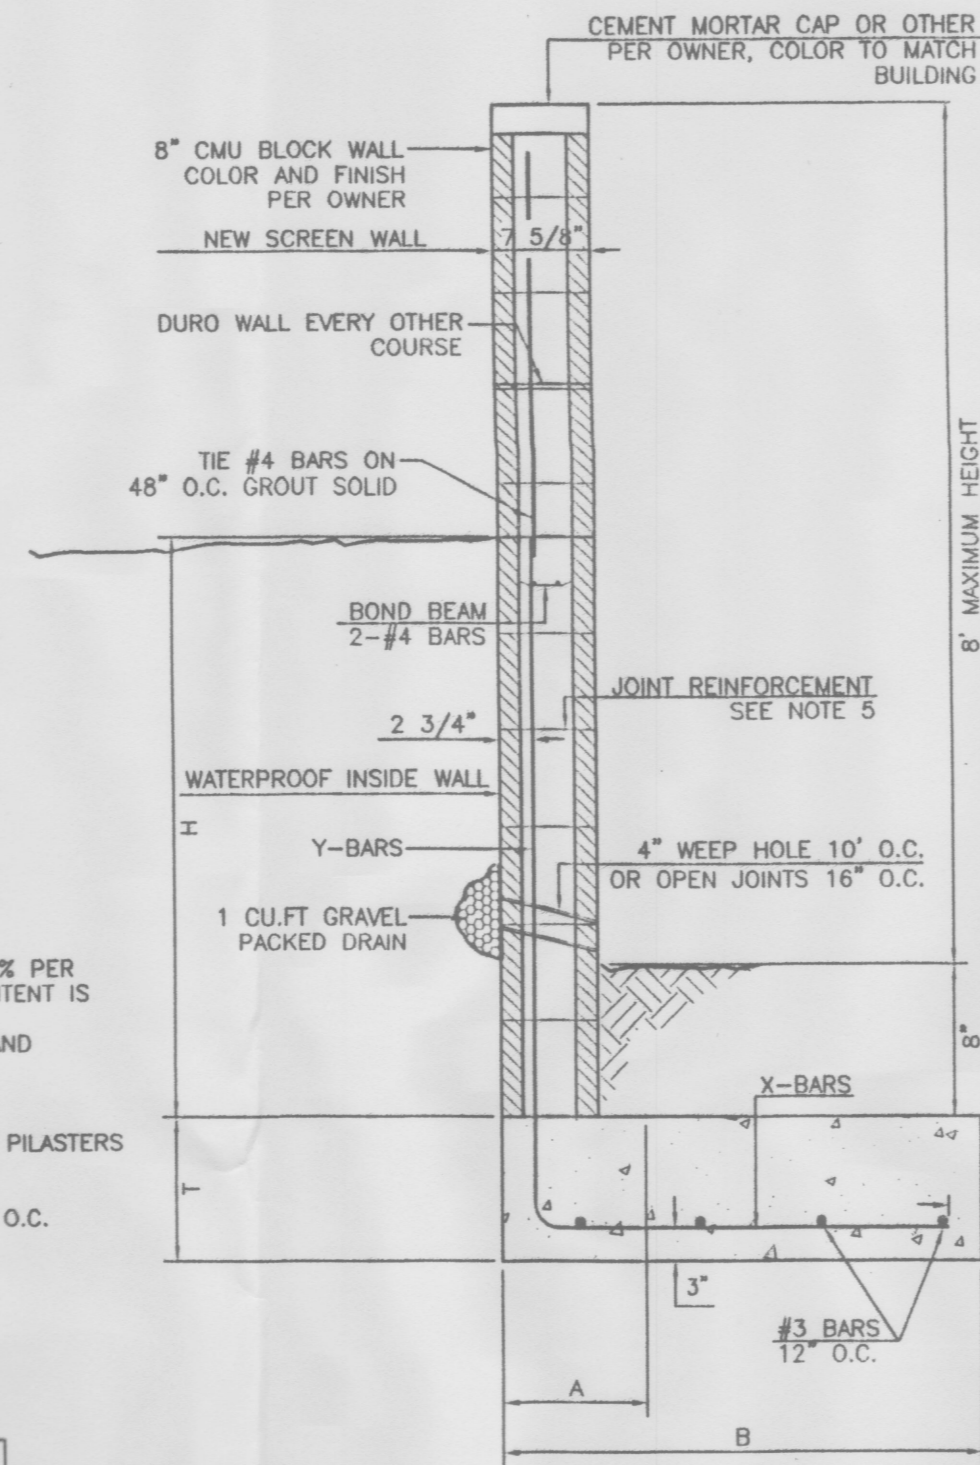 CEMENT MORTAR CAP OR OTHER
PER OWNER, COLOR TO MATCH
BUILDING
8" CMU BLOCK WALL
COLOR AND FINISH
PER OWNER
NEW SCREEN WALL
7 5/8"
DURO WALL EVERY OTHER
COURSE
TIE #4 BARS ON
48" O.C. GROUT SOLID
8' MAXIMUM HEIGHT
BOND BEAM
2-#4 BARS
JOINT REINFORCEMENT
SEE NOTE 5
2 3/4"
WATERPROOF INSIDE WALL
H
Y-BARS
4" WEEP HOLE 10' O.C.
OR OPEN JOINTS 16" O.C.
1 CU.FT GRAVEL
PACKED DRAIN
% PER
TENT IS
AND
8"
X-BARS
PILASTERS
T
O.C.
3"
#3 BARS
12" O.C.
A
B